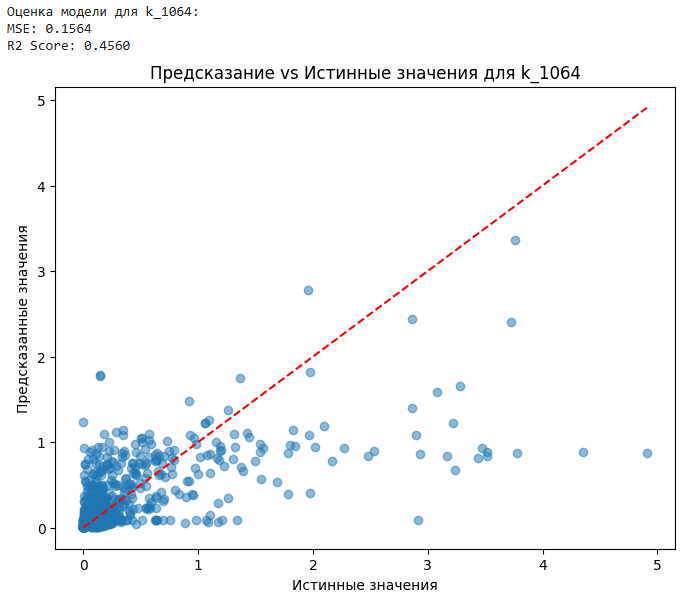 Оценка модели для k_1064:
MSE: 0.1564
R2 Score: 0.4560
Предсказание vs Истинные значения для k_1064
5
4
3
2
1
0
Предсказанные значения
0 1 2 3 4 5
Истинные значения